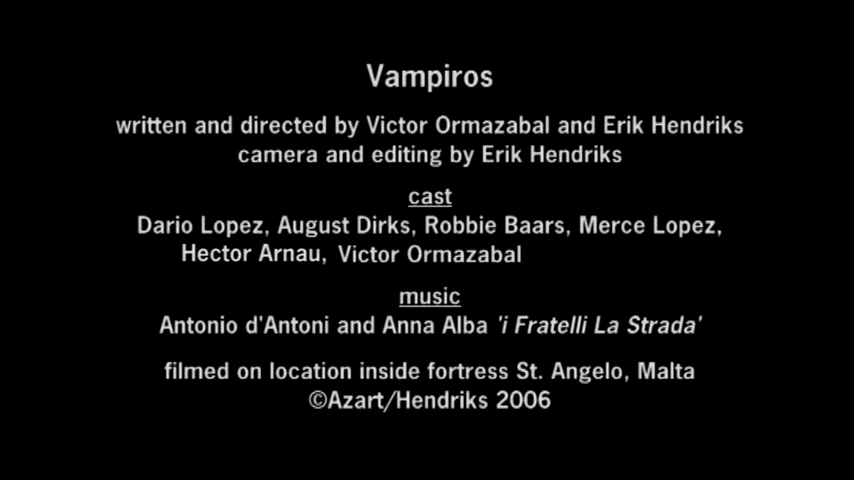 Vampiros
written and directed by Victor Ormazabal and Erik Hendriks
camera and editing by Erik Hendriks
cast
Dario Lopez, August Dirks, Robbie Baars, Merce Lopez,
Hector Arnau, Victor Ormazabal
music
Antonio d'Antoni and Anna Alba 'i Fratelli La Strada'
filmed on location inside fortress St. Angelo, Malta
©Azart/Hendriks 2006